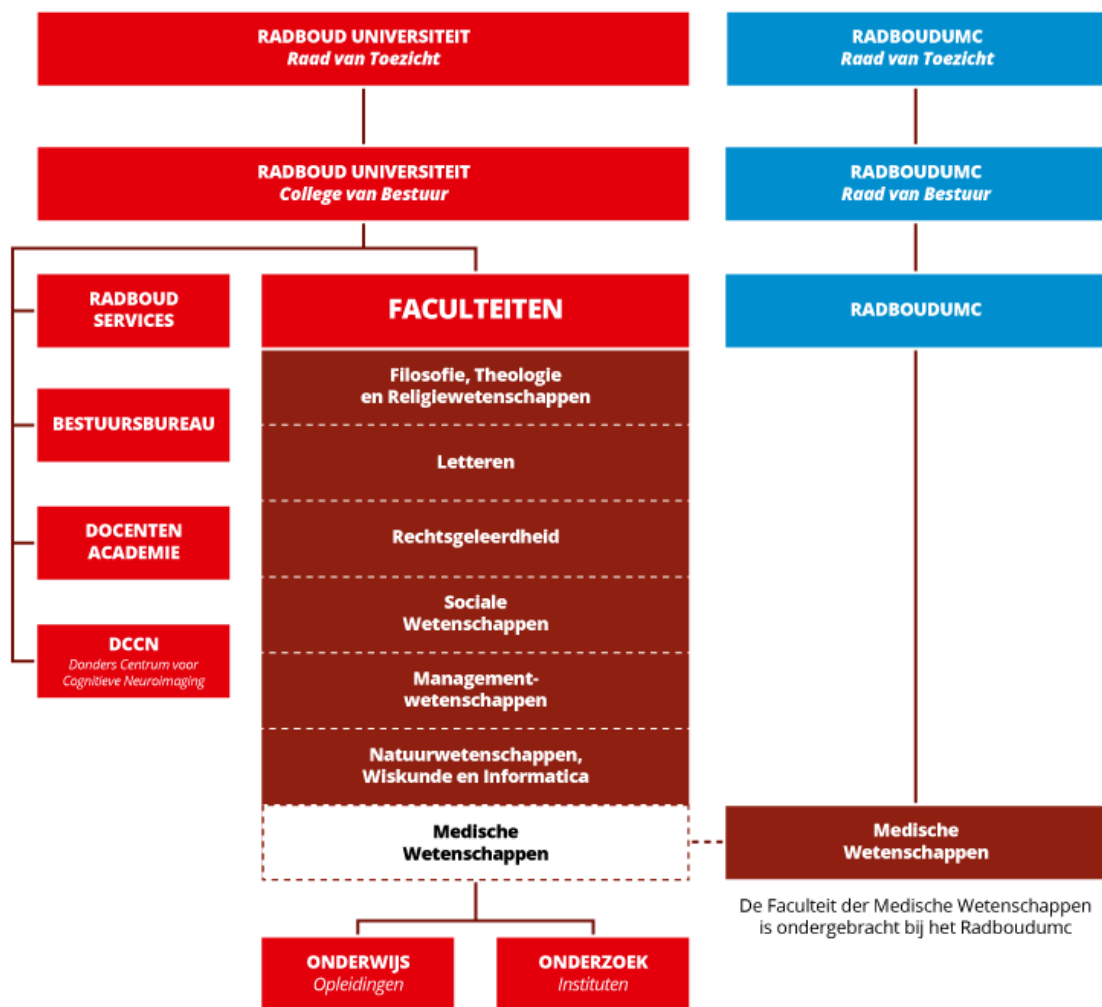 RADBOUD UNIVERSITEIT
Raad van Toezicht
RADBOUDUMC
Raad van Toezicht
RADBOUD UNIVERSITEIT
College van Bestuur
RADBOUDUMC
Raad van Bestuur
RADBOUD
SERVICES
BESTUURSBUREAU
DOCENTEN
ACADEMIE
DCCN
Donders Centrum voor
Cognitieve Neuroimaging
FACULTEITEN
Filosofie, Theologie
en Religiewetenschappen
Letteren
Rechtsgeleerdheid
Sociale
Wetenschappen
Management-
wetenschappen
Natuurwetenschappen,
Wiskunde en Informatica
Medische
Wetenschappen
ONDERWIJS
Opleidingen
ONDERZOEK
Instituten
RADBOUDUMC
Medische
Wetenschappen
De Faculteit der Medische Wetenschappen
is ondergebracht bij het Radboudumc